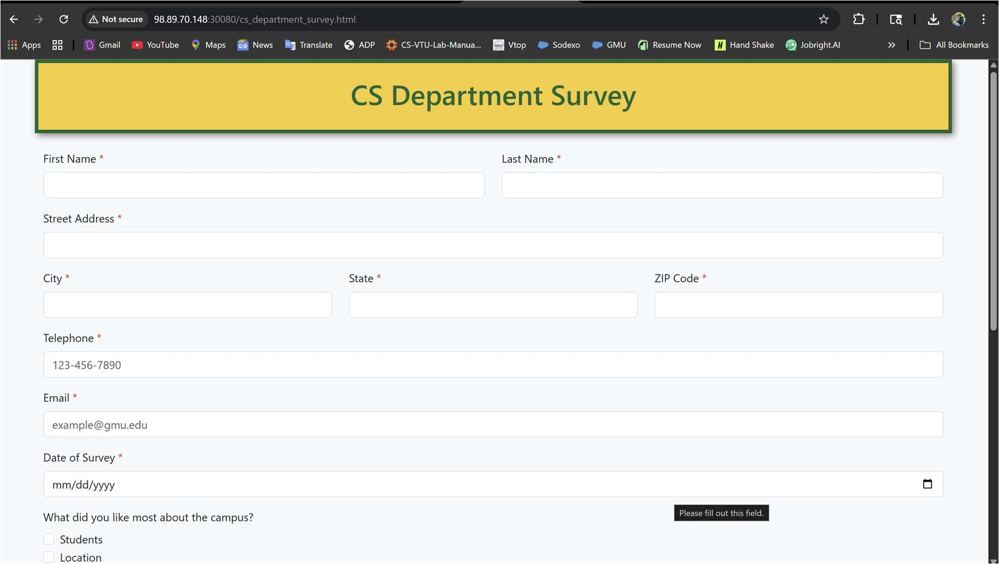 Not secure 98.89.70.148:30080/cs_department_survey.html
Apps Gmail YouTube Maps News Translate ADP CS-VTU-Lab-Manua... Vtop Sodexo GMU Resume Now Hand Shake Jobright.AI » All Bookmarks
CS Department Survey
First Name * Last Name *
Street Address *
City * State * ZIP Code *
Telephone *
123-456-7890
Email *
example@gmu.edu
Date of Survey *
mm/dd/yyyy
Please fill out this field.
What did you like most about the campus?
Students
Location